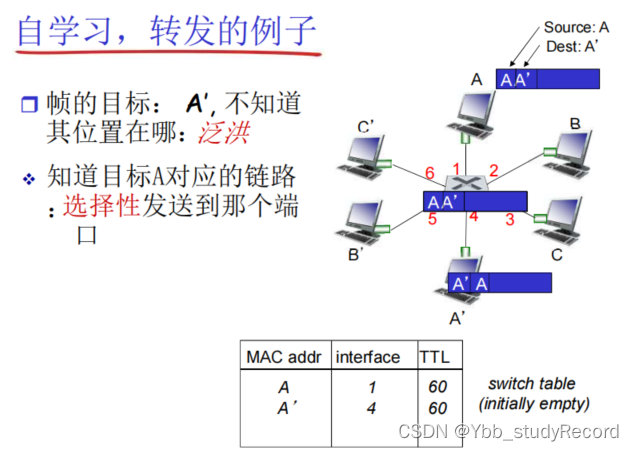 自学习，转发的例子
Source: A
Dest: A’
A A’
❒ 帧的目标： A’, 不知道
其位置在哪: 泛洪
❖ 知道目标A对应的链路
: 选择性发送到那个端
口
A
B
C’
6 1 2
A A’
5 4 3
B’
C
A’ A
A’
MAC addr interface TTL
A 1 60
A’ 4 60
switch table
(initially empty)
CSDN @Ybb_studyRecord